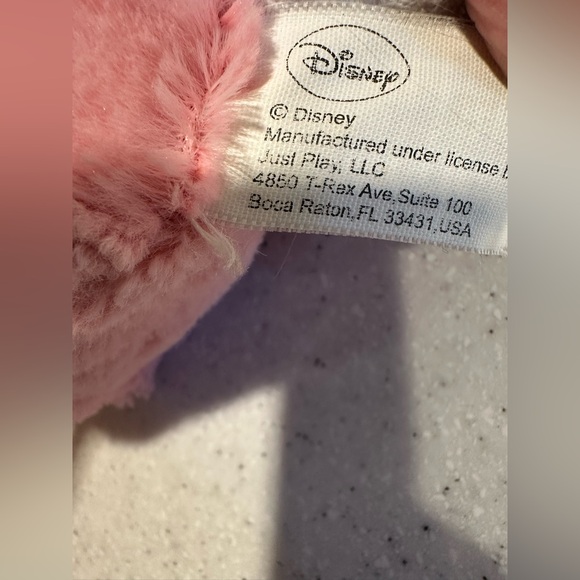 Disney
© Disney
Manufactured under license
Just Play, LLC
4850 T-Rex Ave,Suite 100
Boca Raton,FL 33431,USA